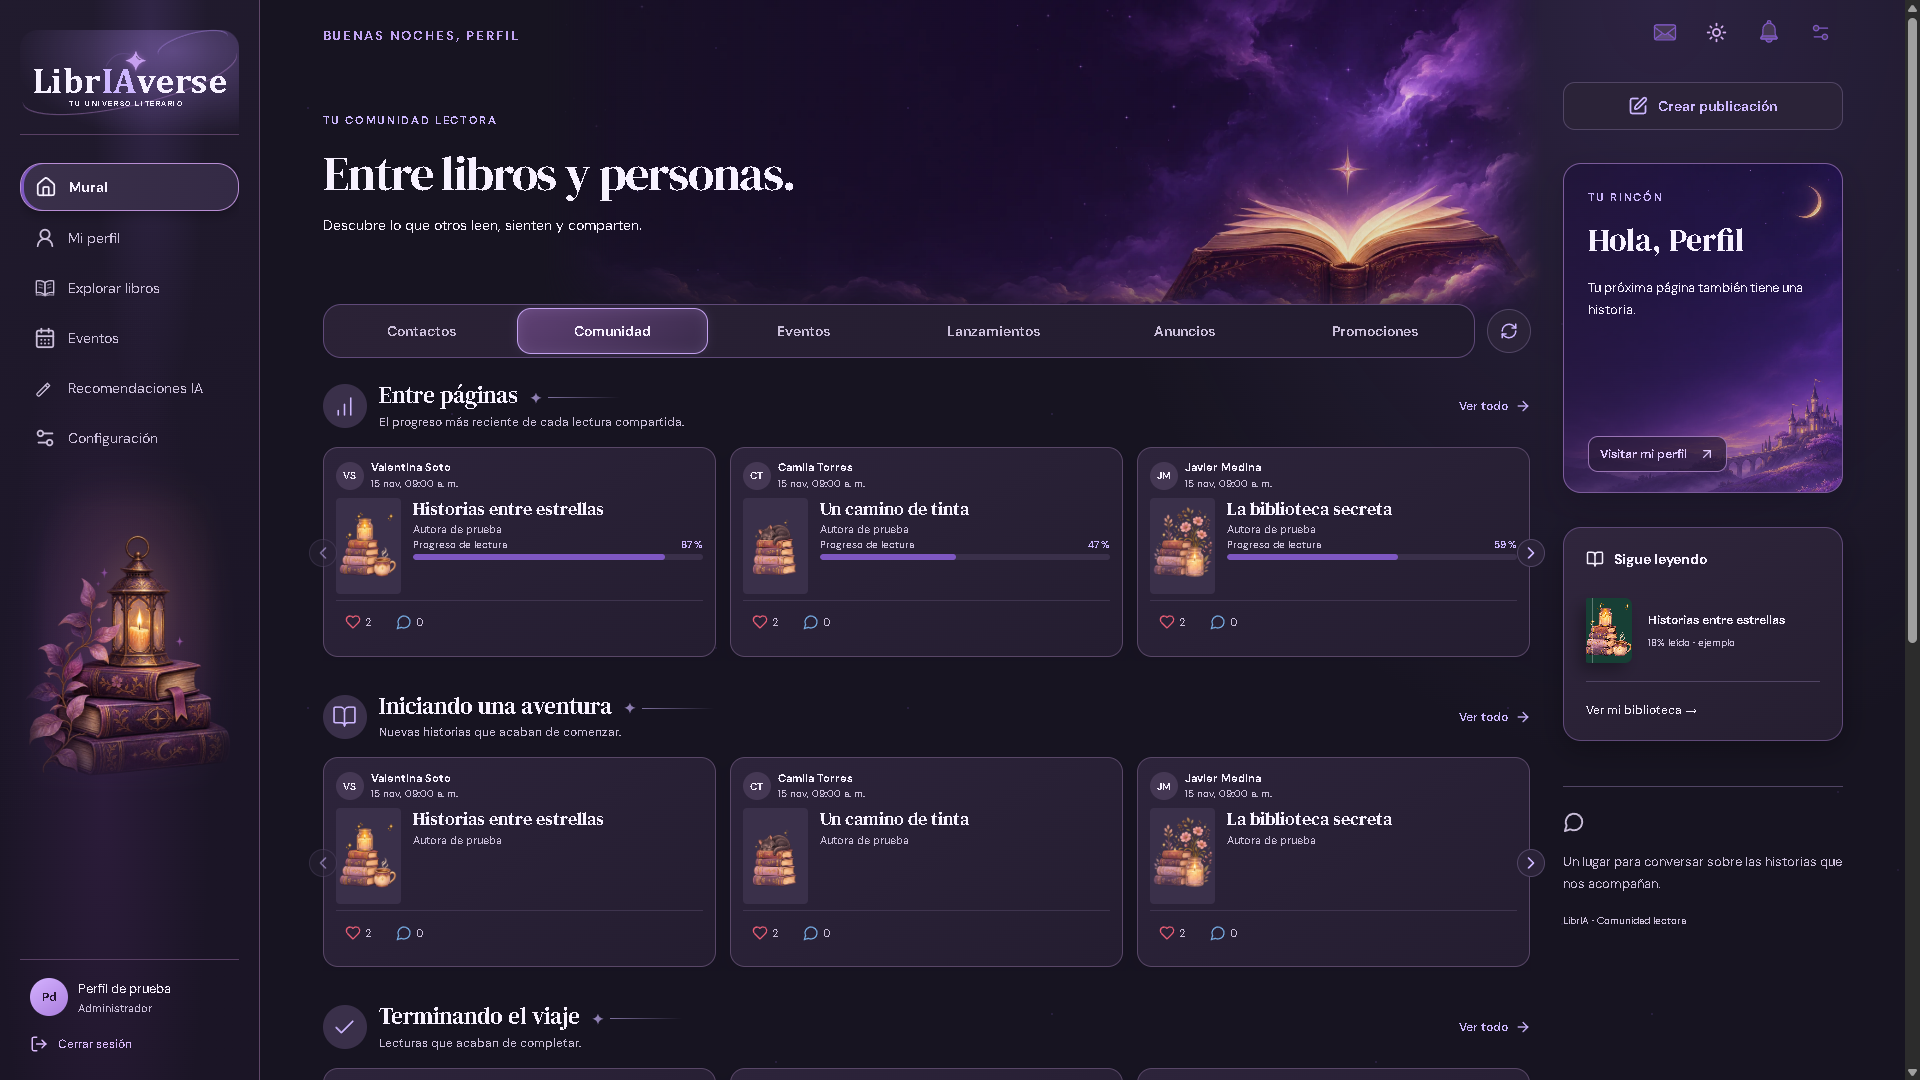 LibrIAverse
TU UNIVERSO LITERARIO
Mural
Mi perfil
Explorar libros
Eventos
Recomendaciones IA
Configuración
Pd
Perfil de prueba
Administrador
Cerrar sesión
BUENAS NOCHES, PERFIL
TU COMUNIDAD LECTORA
Entre libros y personas.
Descubre lo que otros leen, sienten y comparten.
Contactos
Comunidad
Eventos
Lanzamientos
Anuncios
Promociones
Entre páginas
El progreso más reciente de cada lectura compartida.
Ver todo
VS
Valentina Soto
15 nov, 09:00 a. m.
Historias entre estrellas
Autora de prueba
Progreso de lectura 87%
2 0
CT
Camila Torres
15 nov, 09:00 a. m.
Un camino de tinta
Autora de prueba
Progreso de lectura 47%
2 0
JM
Javier Medina
15 nov, 09:00 a. m.
La biblioteca secreta
Autora de prueba
Progreso de lectura 59%
2 0
Iniciando una aventura
Nuevas historias que acaban de comenzar.
Ver todo
VS
Valentina Soto
15 nov, 09:00 a. m.
Historias entre estrellas
Autora de prueba
2 0
CT
Camila Torres
15 nov, 09:00 a. m.
Un camino de tinta
Autora de prueba
2 0
JM
Javier Medina
15 nov, 09:00 a. m.
La biblioteca secreta
Autora de prueba
2 0
Terminando el viaje
Lecturas que acaban de completar.
Ver todo
Crear publicación
TU RINCÓN
Hola, Perfil
Tu próxima página también tiene una
historia.
Visitar mi perfil
Sigue leyendo
Historias entre estrellas
18% leído · ejemplo
Ver mi biblioteca →
Un lugar para conversar sobre las historias que
nos acompañan.
LibrIA · Comunidad lectora